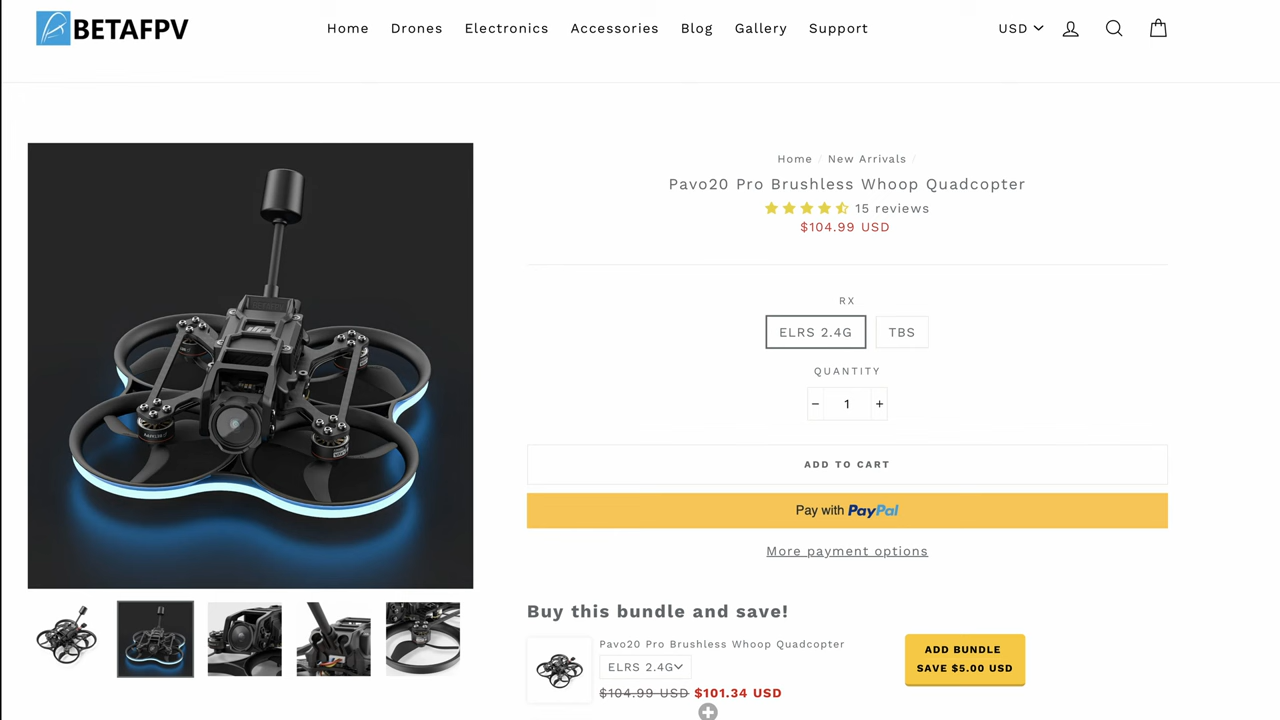 BETAFPV
Home Drones Electronics Accessories Blog Gallery Support
USD
Home / New Arrivals /
Pavo20 Pro Brushless Whoop Quadcopter
15 reviews
$104.99 USD
RX
ELRS 2.4G TBS
QUANTITY
− 1 +
ADD TO CART
Pay with PayPal
More payment options
Buy this bundle and save!
Pavo20 Pro Brushless Whoop Quadcopter
ELRS 2.4G
$104.99 USD $101.34 USD
ADD BUNDLE
SAVE $5.00 USD